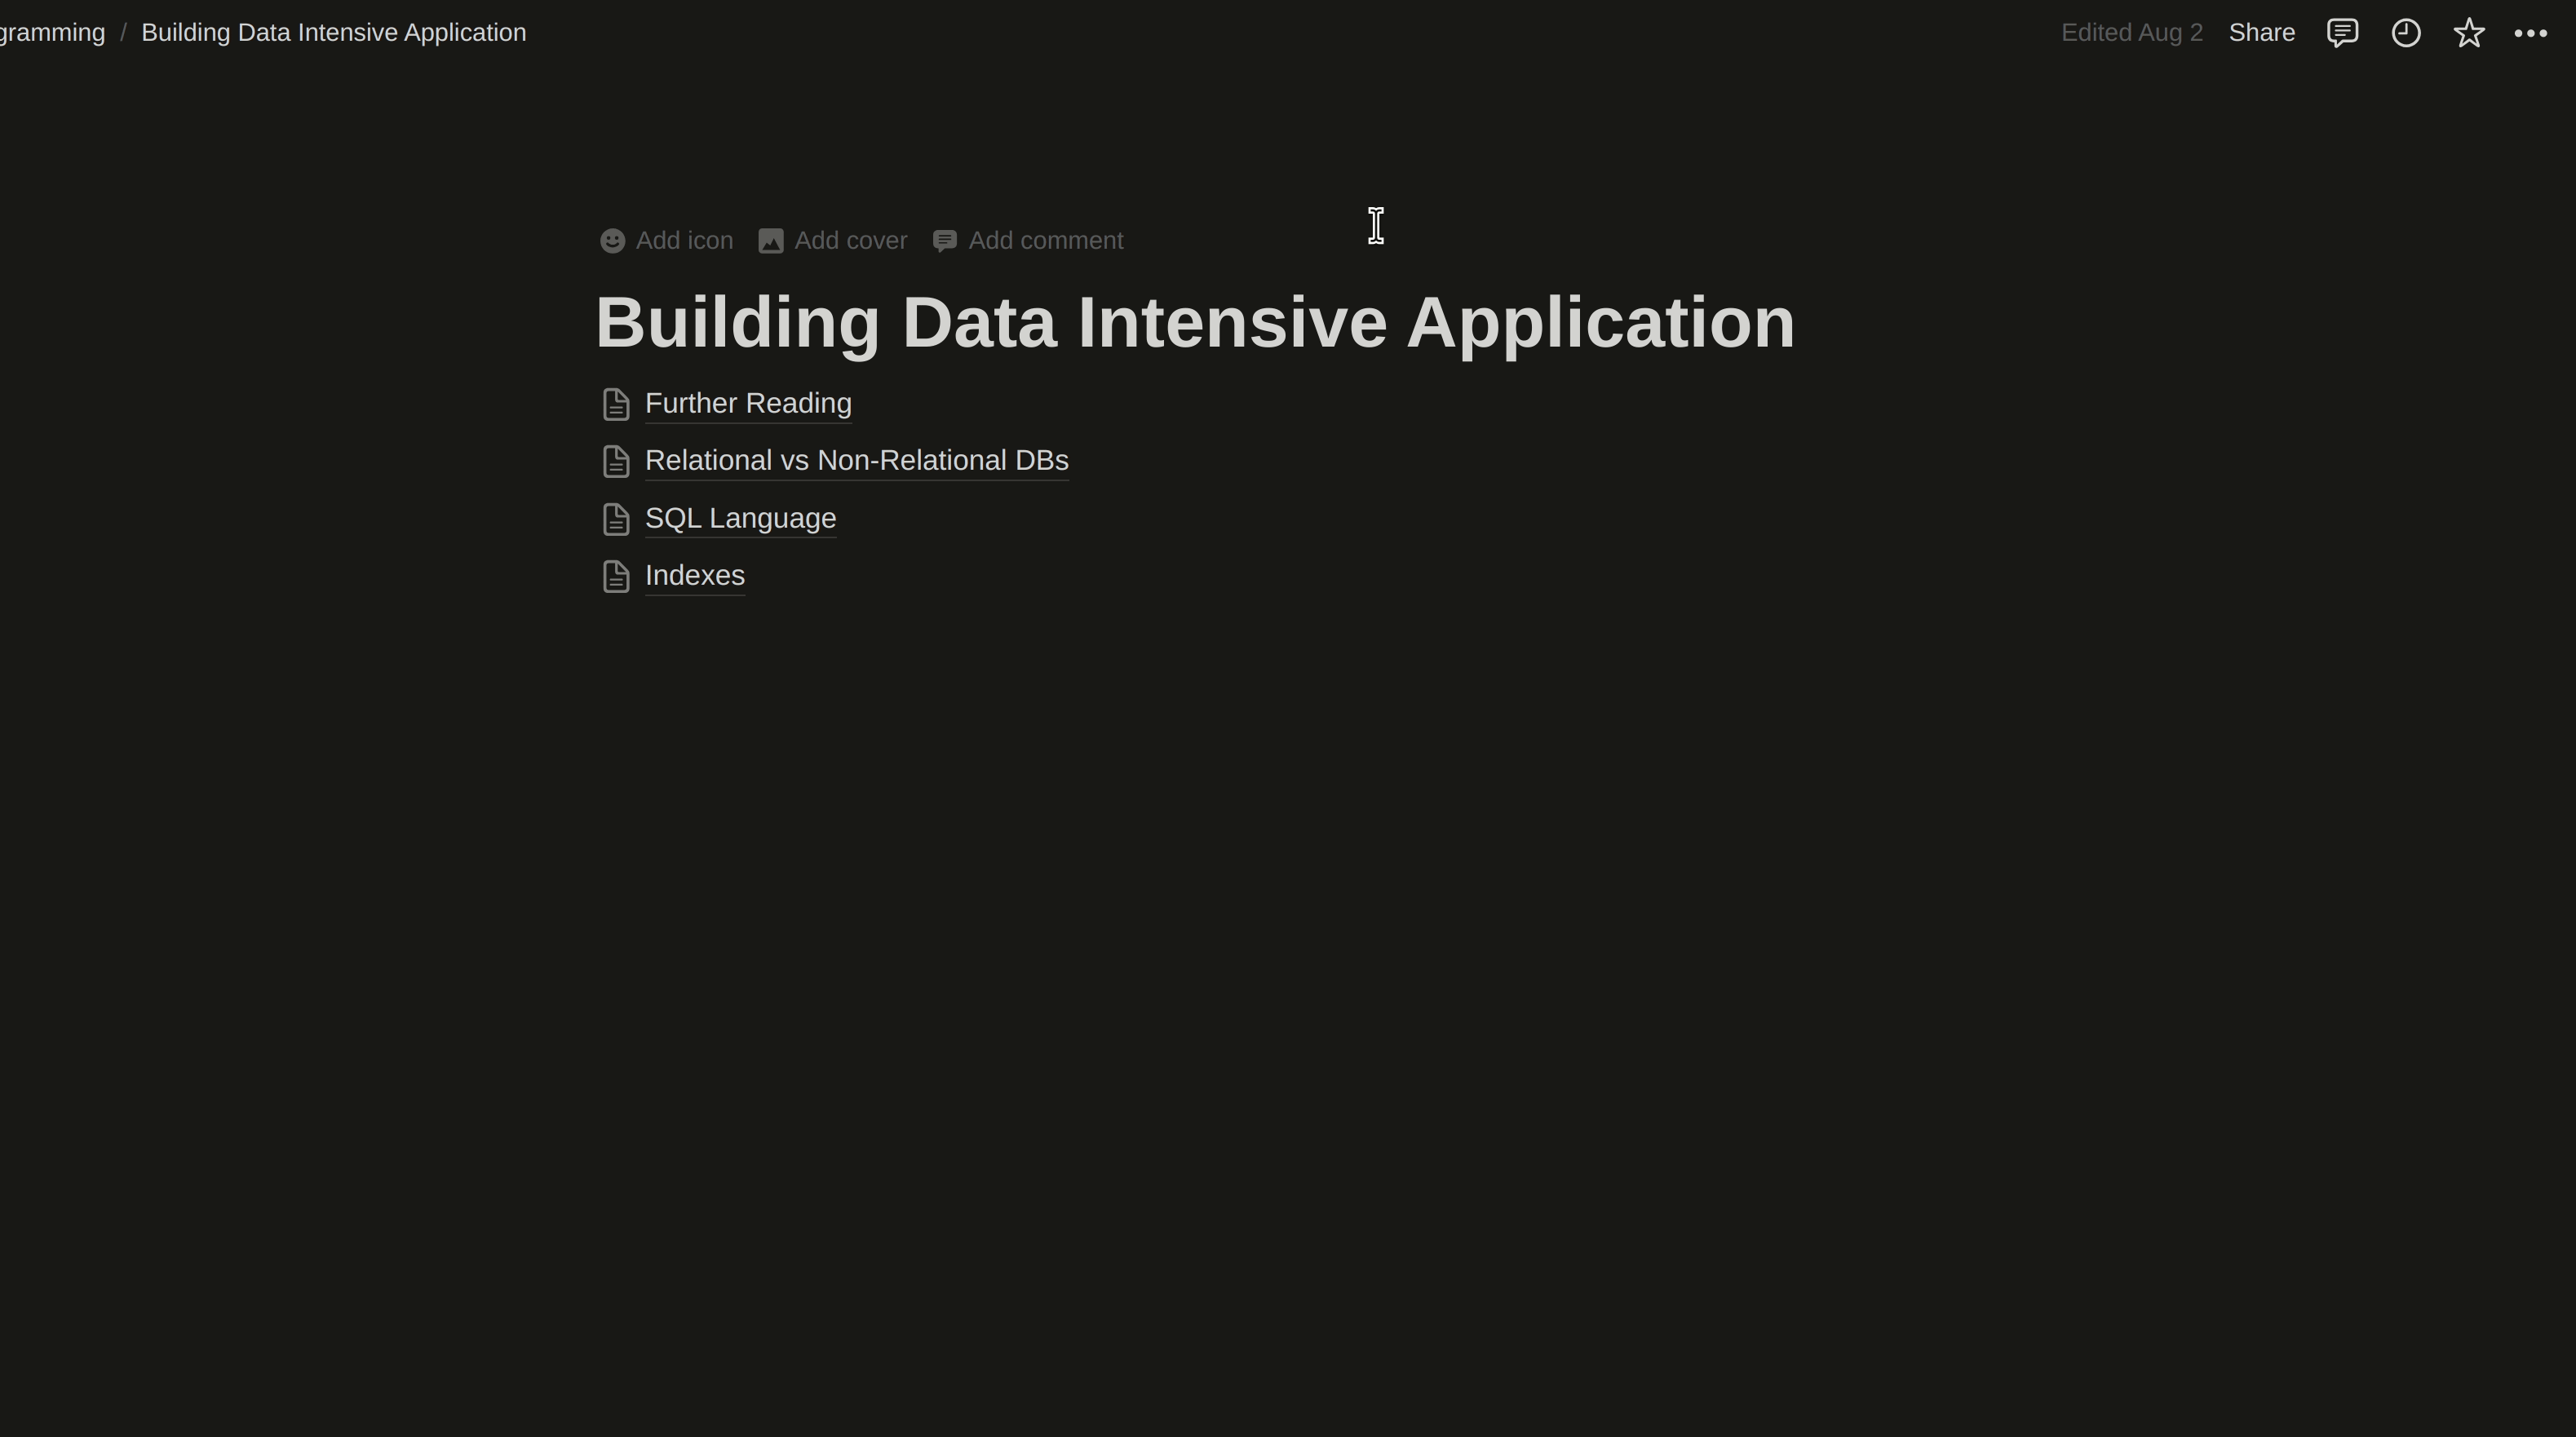 gramming / Building Data Intensive Application
Edited Aug 2 Share
Add icon Add cover Add comment
Building Data Intensive Application
Further Reading
Relational vs Non-Relational DBs
SQL Language
Indexes